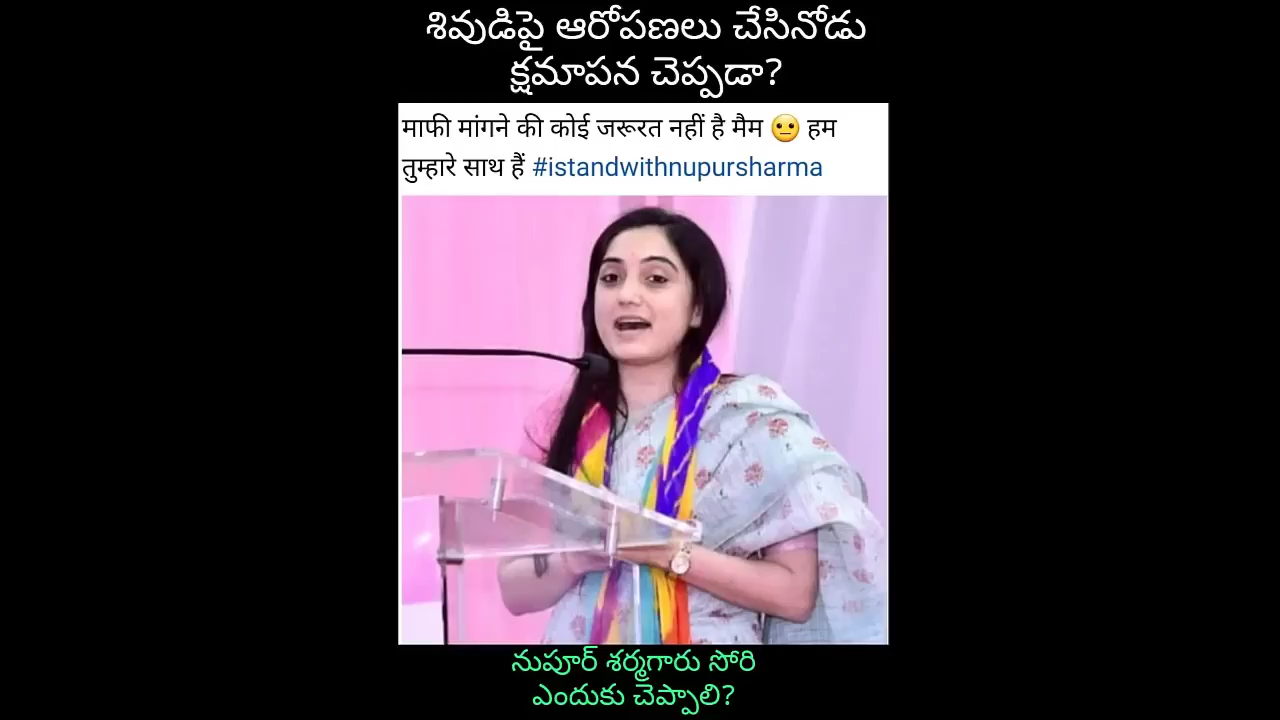 శివుడిపై ఆరోపణలు చేసినోడు
క్షమాపన చెప్పడా?
माफी मांगने की कोई जरूरत नहीं है मैम 😐 हम
तुम्हारे साथ हैं #istandwithnupursharma
నుపూర్ శర్మగారు సోరి
ఎందుకు చెప్పాలి?